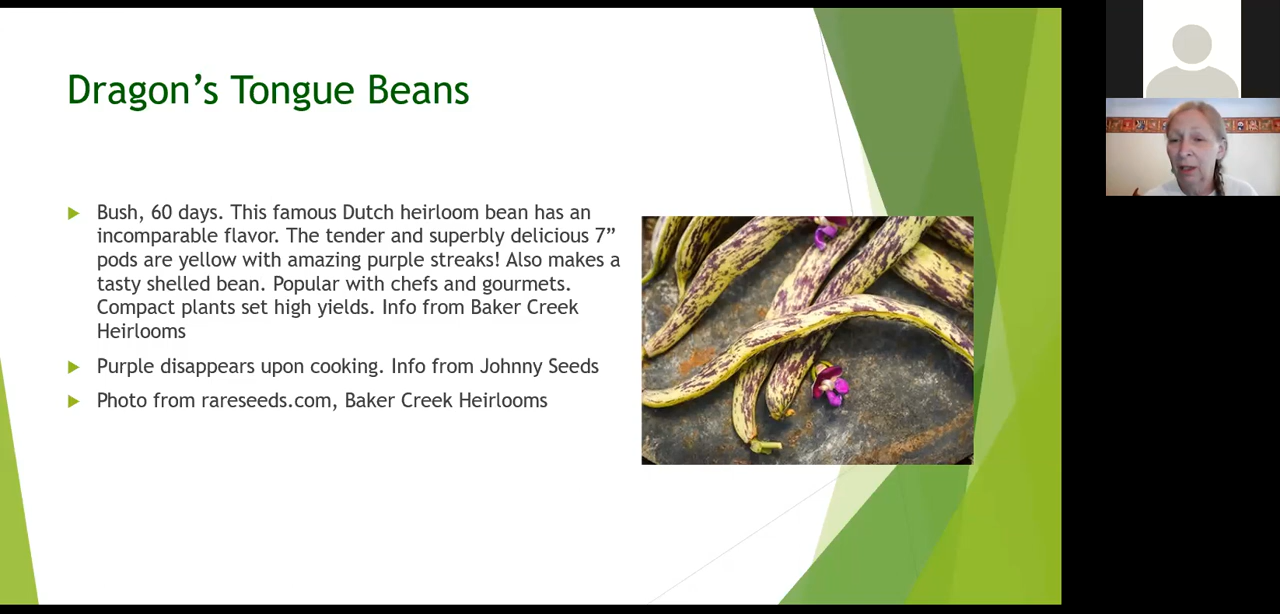 Dragon’s Tongue Beans
Bush, 60 days. This famous Dutch heirloom bean has an
incomparable flavor. The tender and superbly delicious 7”
pods are yellow with amazing purple streaks! Also makes a
tasty shelled bean. Popular with chefs and gourmets.
Compact plants set high yields. Info from Baker Creek
Heirlooms
Purple disappears upon cooking. Info from Johnny Seeds
Photo from rareseeds.com, Baker Creek Heirlooms